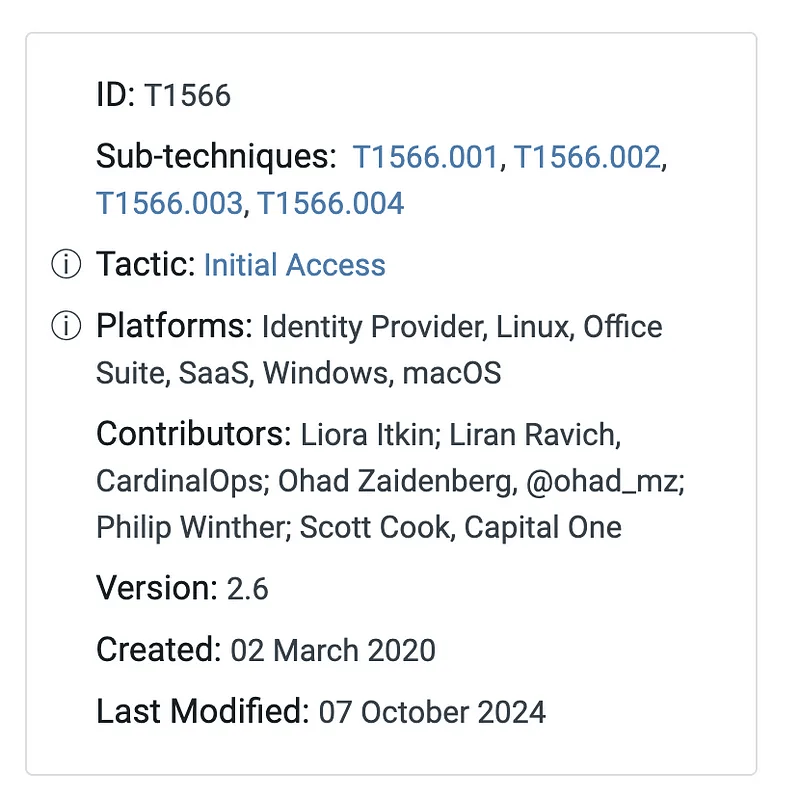 ID: T1566
Sub-techniques: T1566.001, T1566.002,
T1566.003, T1566.004
Tactic: Initial Access
Platforms: Identity Provider, Linux, Office
Suite, SaaS, Windows, macOS
Contributors: Liora Itkin; Liran Ravich,
CardinalOps; Ohad Zaidenberg, @ohad_mz;
Philip Winther; Scott Cook, Capital One
Version: 2.6
Created: 02 March 2020
Last Modified: 07 October 2024